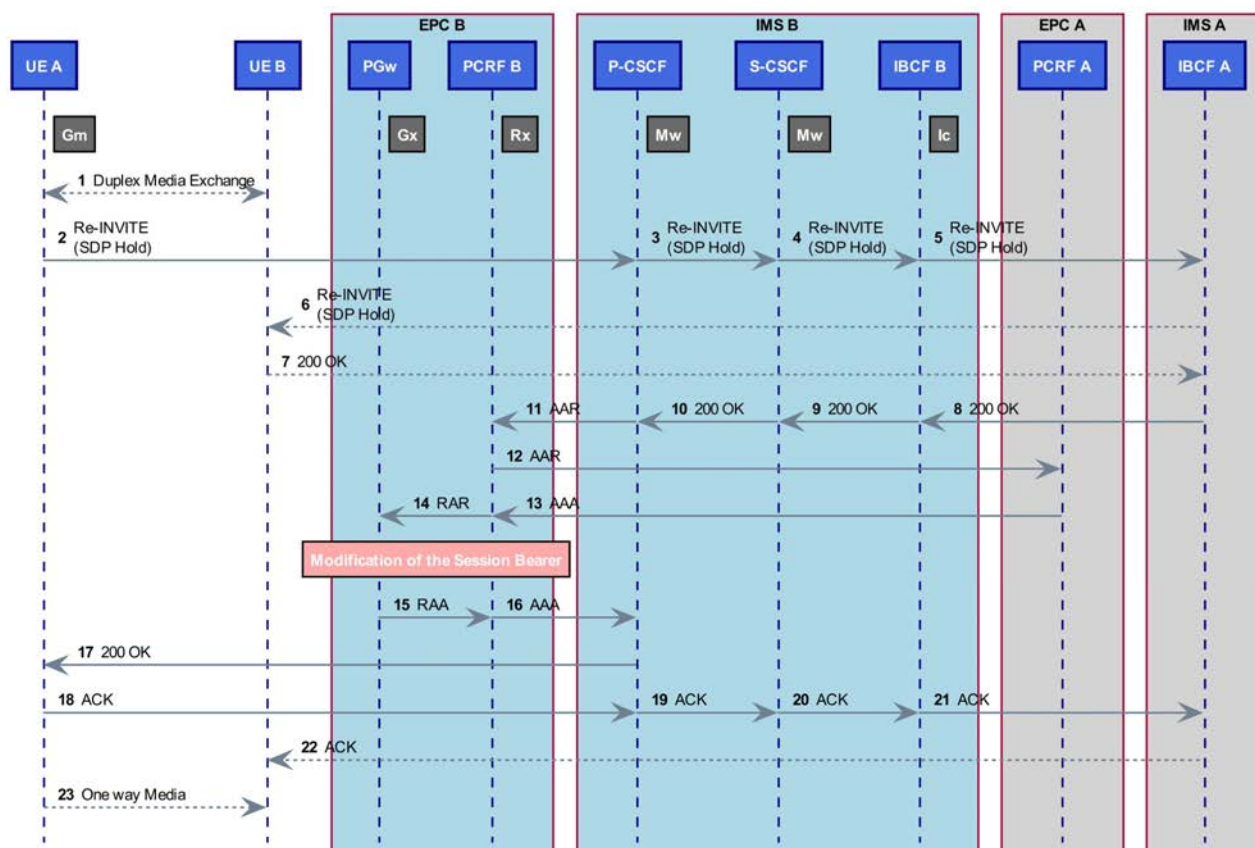 EPC B
IMS B
EPC A
IMS A
UE A
UE B
PGw
PCRF B
P-CSCF
S-CSCF
IBCF B
PCRF A
IBCF A
Gm
Gx
Rx
Mw
Mw
Ic
1 Duplex Media Exchange
2 Re-INVITE
(SDP Hold)
3 Re-INVITE
(SDP Hold)
4 Re-INVITE
(SDP Hold)
5 Re-INVITE
(SDP Hold)
6 Re-INVITE
(SDP Hold)
7 200 OK
11 AAR
10 200 OK
9 200 OK
8 200 OK
12 AAR
14 RAR
13 AAA
Modification of the Session Bearer
15 RAA
16 AAA
17 200 OK
18 ACK
19 ACK
20 ACK
21 ACK
22 ACK
23 One way Media